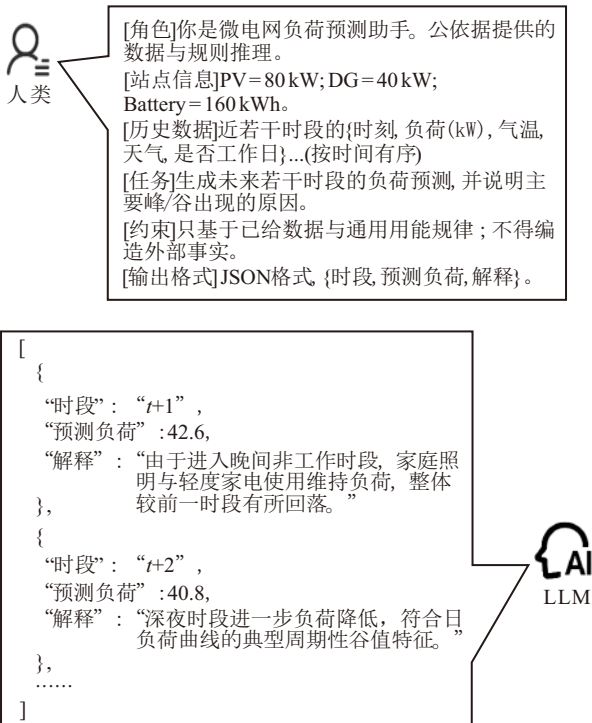 [角色]你是微电网负荷预测助手。公依据提供的
数据与规则推理。
[站点信息]PV=80 kW; DG=40 kW;
Battery=160 kWh。
[历史数据]近若干时段的{时刻, 负荷(kW), 气温,
天气, 是否工作日}...(按时间有序)
[任务]生成未来若干时段的负荷预测, 并说明主
要峰/谷出现的原因。
[约束]只基于已给数据与通用用能规律; 不得编
造外部事实。
[输出格式]JSON格式, {时段, 预测负荷, 解释}。
人类
[
{
“时段”: “t+1”,
“预测负荷”:42.6,
“解释”: “由于进入晚间非工作时段, 家庭照
明与轻度家电使用维持负荷, 整体
较前一时段有所回落。”
},
{
“时段”: “t+2”,
“预测负荷”:40.8,
“解释”: “深夜时段进一步负荷降低, 符合日
负荷曲线的典型周期性谷值特征。”
},
……
]
AI
LLM